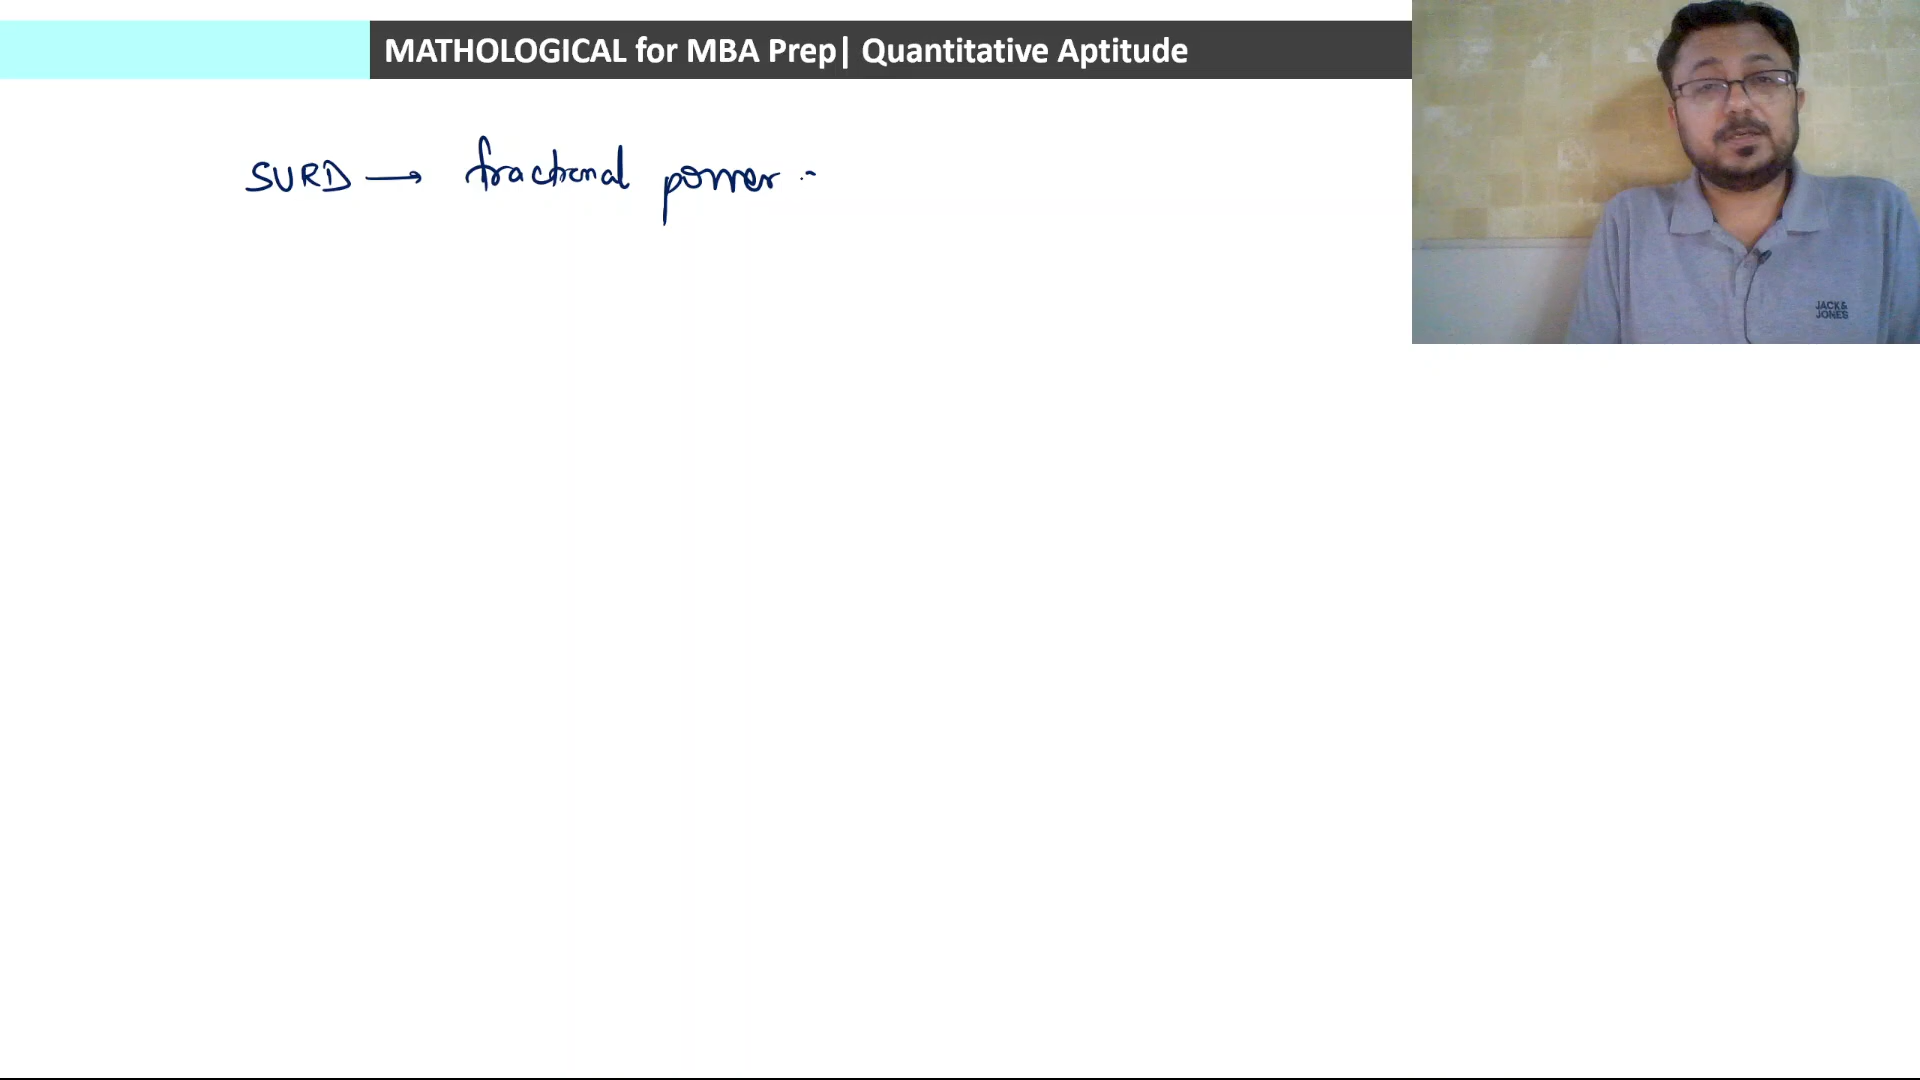 MATHOLOGICAL for MBA Prep| Quantitative Aptitude
SURD → fractional power
JACK&
JONES